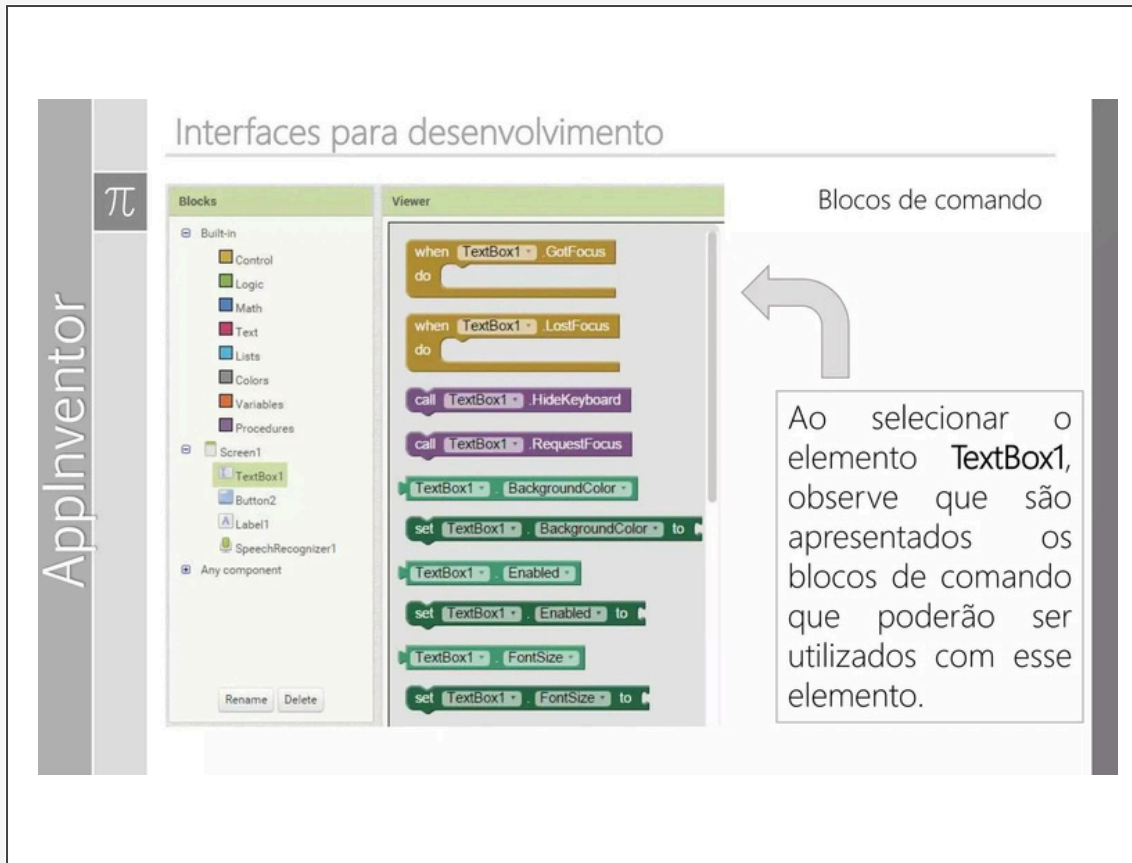 AppInventor
π
Interfaces para desenvolvimento
Blocks
Built-in
Control
Logic
Math
Text
Lists
Colors
Variables
Procedures
Screen1
TextBox1
Button2
Label1
SpeechRecognizer1
Any component
Rename Delete
Viewer
when TextBox1 .GotFocus
do
when TextBox1 .LostFocus
do
call TextBox1 .HideKeyboard
call TextBox1 .RequestFocus
TextBox1 . BackgroundColor
set TextBox1 . BackgroundColor to
TextBox1 . Enabled
set TextBox1 . Enabled to
TextBox1 . FontSize
set TextBox1 . FontSize to
Blocos de comando
Ao selecionar o
elemento TextBox1,
observe que são
apresentados os
blocos de comando
que poderão ser
utilizados com esse
elemento.